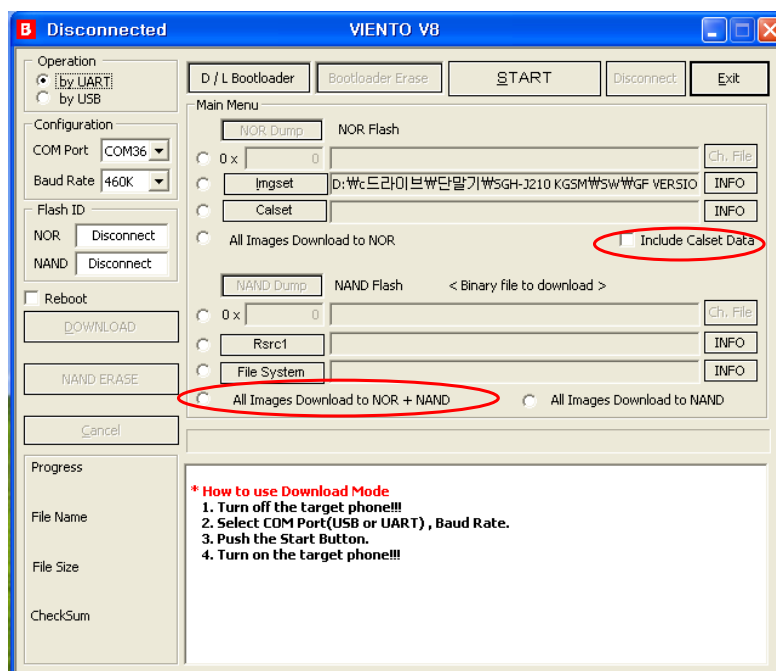 B Disconnected VIENTO V8
Operation
by UART
by USB
D / L Bootloader Bootloader Erase START Disconnect Exit
Configuration
COM Port COM36
Baud Rate 460K
Flash ID
NOR Disconnect
NAND Disconnect
Reboot
DOWNLOAD
NAND ERASE
Cancel
Main Menu
NOR Dump NOR Flash
0 x 0 Ch. File
Imgset D:₩c드라이브₩단말기₩SGH-J210 KGSM₩SW₩GF VERSIO INFO
Calset INFO
All Images Download to NOR Include Calset Data
NAND Dump NAND Flash < Binary file to download >
0 x 0 Ch. File
Rsrc1 INFO
File System INFO
All Images Download to NOR + NAND All Images Download to NAND
Progress
File Name
File Size
CheckSum
* How to use Download Mode
1. Turn off the target phone!!!
2. Select COM Port(USB or UART) , Baud Rate.
3. Push the Start Button.
4. Turn on the target phone!!!